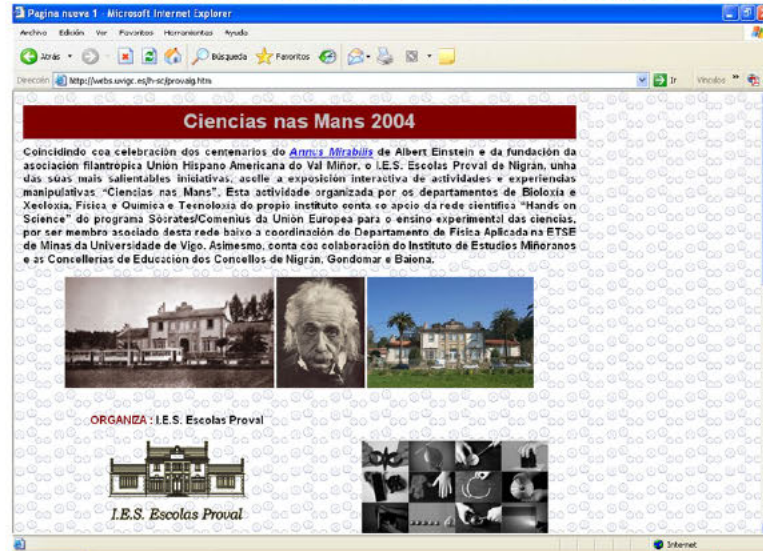 Pagina nueva 1 - Microsoft Internet Explorer
Archivo Edición Ver Favoritos Herramientas Ayuda
Atrás Búsqueda Favoritos
Dirección http://webs.uvigo.es/h-sc/provaig.htm Ir Vínculos
Ciencias nas Mans 2004
Coincidindo coa celebración dos centenarios do Annus Mirabilis de Albert Einstein e da fundación da
asociación filantrópica Unión Hispano Americana do Val Miñor, o I.E.S. Escolas Proval de Nigrán, unha
das súas mais salientables iniciativas, acolle a exposición interactiva de actividades e experiencias
manipulativas "Ciencias nas Mans". Esta actividade organizada por os departamentos de Bioloxía e
Xeoloxía, Física e Química e Tecnoloxía do propio instituto conta co apoio da rede científica "Hands on
Science" do programa Sócrates/Comenius da Unión Europea para o ensino experimental das ciencias,
por ser membro asociado desta rede baixo a coordinación do Departamento de Física Aplicada na ETSE
de Minas da Universidade de Vigo. Asimesmo, conta coa colaboración do Instituto de Estudios Miñoranos
e as Concellerías de Educación dos Concellos de Nigrán, Gondomar e Baiona.
ORGANIZA : I.E.S. Escolas Proval
I.E.S. Escolas Proval
Internet